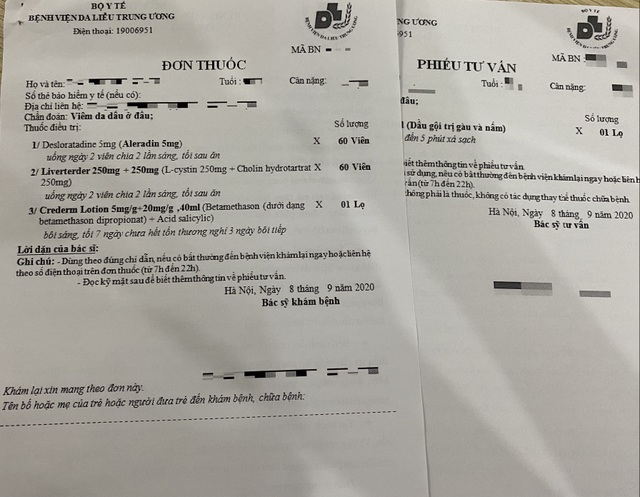 BỘ Y TẾ
BỆNH VIỆN DA LIỄU TRUNG ƯƠNG
Điện thoại: 19006951
BỆNH VIỆN DA LIỄU TRUNG ƯƠNG
MÃ BN
ĐƠN THUỐC
Họ và tên:
Tuổi :
Cân nặng:
Số thẻ bảo hiểm y tế (nếu có):
Địa chỉ liên hệ:
Chẩn đoán: Viêm da dầu ở đầu;
Thuốc điều trị:
Số lượng
1/ Desloratadine 5mg (Aleradin 5mg) X 60 Viên
uống ngày 2 viên chia 2 lần sáng, tối sau ăn
2/ Liverterder 250mg + 250mg (L-cystin 250mg + Cholin hydrotartrat 250mg) X 60 Viên
uống ngày 2 viên chia 2 lần sáng, tối sau ăn
3/ Crederm Lotion 5mg/g+20mg/g ,40ml (Betamethason (dưới dạng betamethason dipropionat) + Acid salicylic) X 01 Lọ
bôi sáng, tối 7 ngày chưa hết tổn thương nghỉ 3 ngày bôi tiếp
Lời dặn của bác sĩ:
Ghi chú: - Dùng theo đúng chỉ dẫn, nếu có bất thường đến bệnh viện khám lại ngay hoặc liên hệ
theo số điện thoại trên đơn thuốc (từ 7h đến 22h).
- Đọc kỹ mặt sau để biết thêm thông tin về phiếu tư vấn.
Hà Nội, Ngày 8 tháng 9 năm 2020
Bác sỹ khám bệnh
Khám lại xin mang theo đơn này.
Tên bố hoặc mẹ của trẻ hoặc người đưa trẻ đến khám bệnh, chữa bệnh:
NG ƯƠNG
951
BỘ Y TẾ
MÃ BN :
PHIẾU TƯ VẤN
Tuổi :
Cân nặng:
đầu;
Số lượng
(Dầu gội trị gàu và nấm) X 01 Lọ
đến 5 phút xả sạch
biết thêm thông tin về phiếu tư vấn.
sử dụng, nếu có bất thường đến bệnh viện khám lại ngay hoặc liên h
vấn (từ 7h đến 22h).
không phải là thuốc, không có tác dụng thay thế thuốc chữa bệnh.
Hà Nội, Ngày 8 tháng 9 năm 2020
Bác sỹ tư vấn